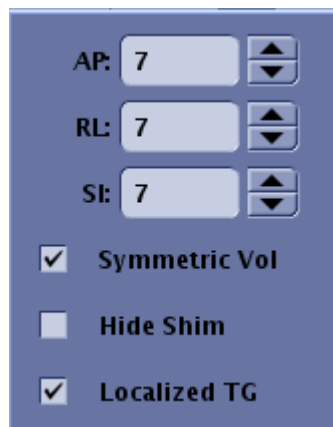 AP: 7
RL: 7
SI: 7
Symmetric Vol
Hide Shim
Localized TG